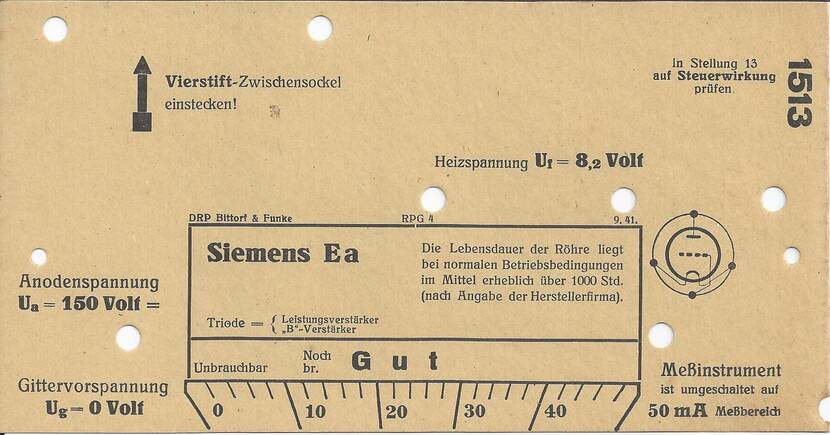 Vierstift-Zwischensockel
einstecken!
In Stellung 13
auf Steuerwirkung
prüfen.
1513
Heizspannung Uf = 8,2 Volt
DRP Bittorf & Funke RPG 4 9. 41.
Siemens Ea
Die Lebensdauer der Röhre liegt
bei normalen Betriebsbedingungen
im Mittel erheblich über 1000 Std.
(nach Angabe der Herstellerfirma).
Triode = { Leistungsverstärker
„B"-Verstärker
Anodenspannung
Ua = 150 Volt =
Gittervorspannung
Ug = 0 Volt
Unbrauchbar
Noch
br.
Gut
0 10 20 30 40
Meßinstrument
ist umgeschaltet auf
50 mA Meßbereich